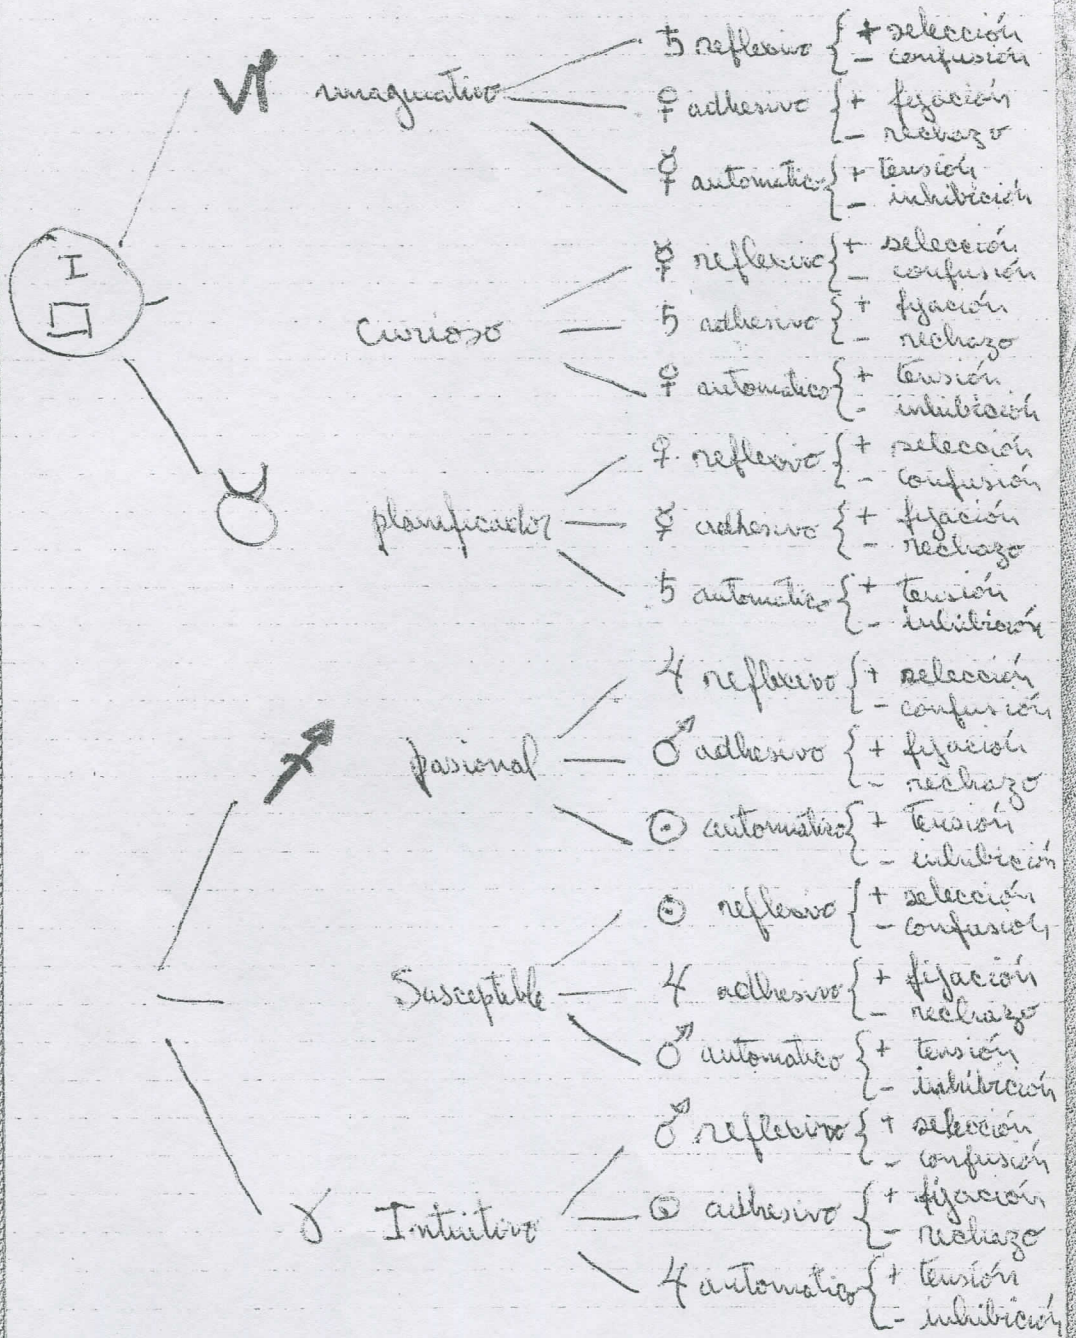 ♄ reflexivo { + selección
- confusión
♑ imaginativo
♀ adhesivo { + fijación
- rechazo
☿ automático { + tensión
- inhibición
I
□
☿ reflexivo { + selección
- confusión
Curioso ♄ adhesivo { + fijación
- rechazo
♀ automático { + tensión
- inhibición
♀ reflexivo { + selección
- confusión
♉ planificador ☿ adhesivo { + fijación
- rechazo
♄ automático { + tensión
- inhibición
♃ reflexivo { + selección
- confusión
♐ pasional ♂ adhesivo { + fijación
- rechazo
☉ automático { + tensión
- inhibición
☉ reflexivo { + selección
- confusión
Susceptible ♃ adhesivo { + fijación
- rechazo
♂ automático { + tensión
- inhibición
♂ reflexivo { + selección
- confusión
♈ Intuitivo ☉ adhesivo { + fijación
- rechazo
♃ automático { + tensión
- inhibición